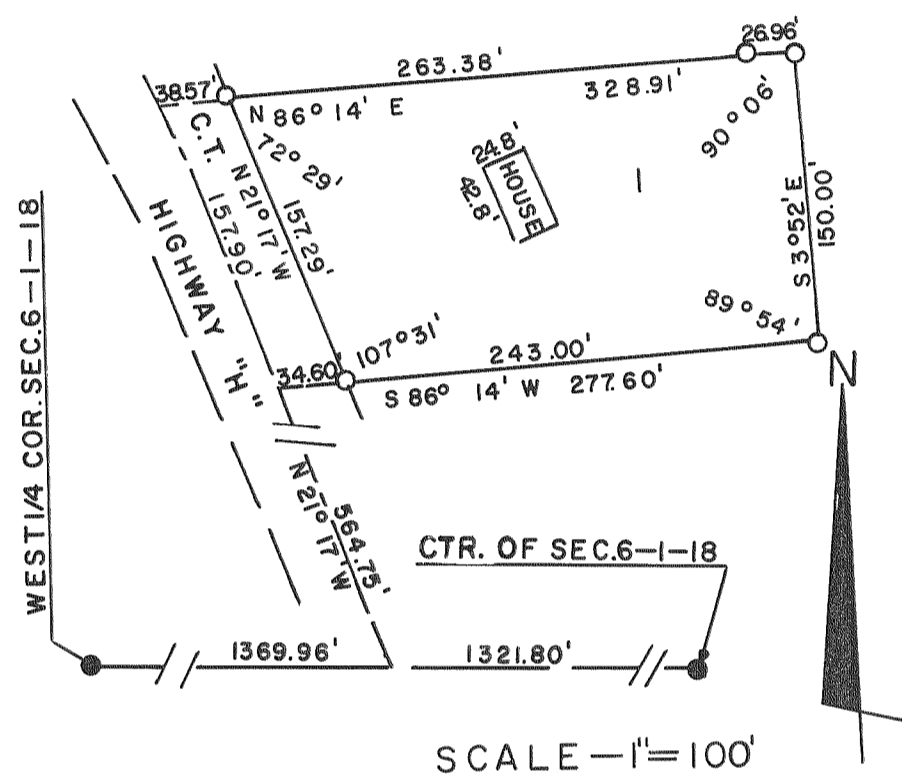 26.96'
263.38'
328.91'
38.57'
N 86° 14' E
90° 06'
72° 29'
C.T. N 21° 17' W
157.90'
157.29'
24.8'
42.8'
HOUSE
1
S 3° 52' E
150.00'
HIGHWAY "H"
89° 54'
107° 31'
243.00'
34.60'
S 86° 14' W 277.60'
N
WEST 1/4 COR. SEC. 6-1-18
N 21° 17' W
564.75'
CTR. OF SEC. 6-1-18
1369.96'
1321.80'
SCALE - 1" = 100'